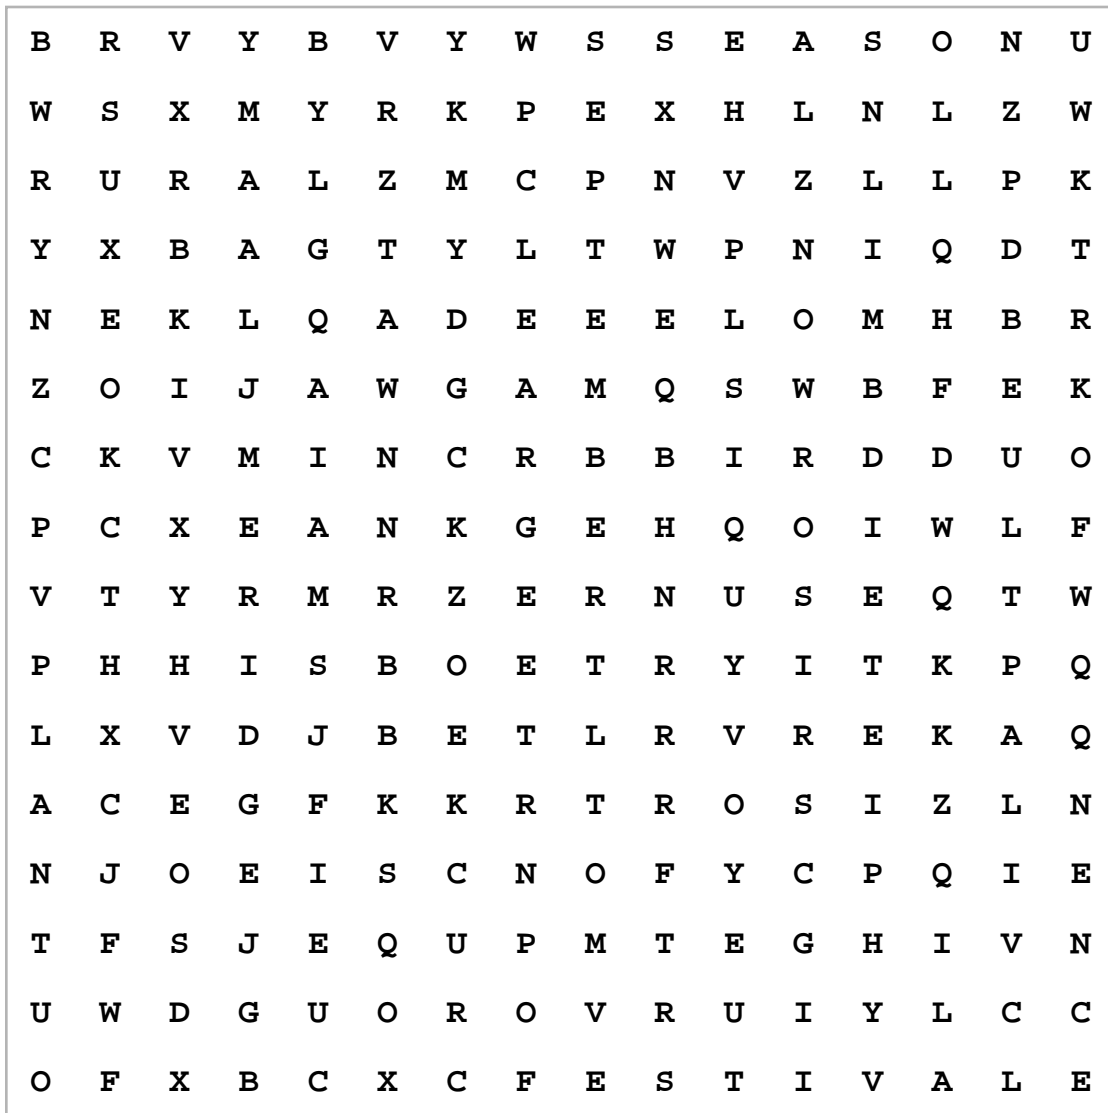 B R V Y B V Y W S S E A S O N U
W S X M Y R K P E X H L N L Z W
R U R A L Z M C P N V Z L L P K
Y X B A G T Y L T W P N I Q D T
N E K L Q A D E E E L O M H B R
Z O I J A W G A M Q S W B F E K
C K V M I N C R B B I R D D U O
P C X E A N K G E H Q O I W L F
V T Y R M R Z E R N U S E Q T W
P H H I S B O E T R Y I T K P Q
L X V D J B E T L R V R E K A Q
A C E G F K K R T R O S I Z L N
N J O E I S C N O F Y C P Q I E
T F S J E Q U P M T E G H I V N
U W D G U O R O V R U I Y L C C
O F X B C X C F E S T I V A L E